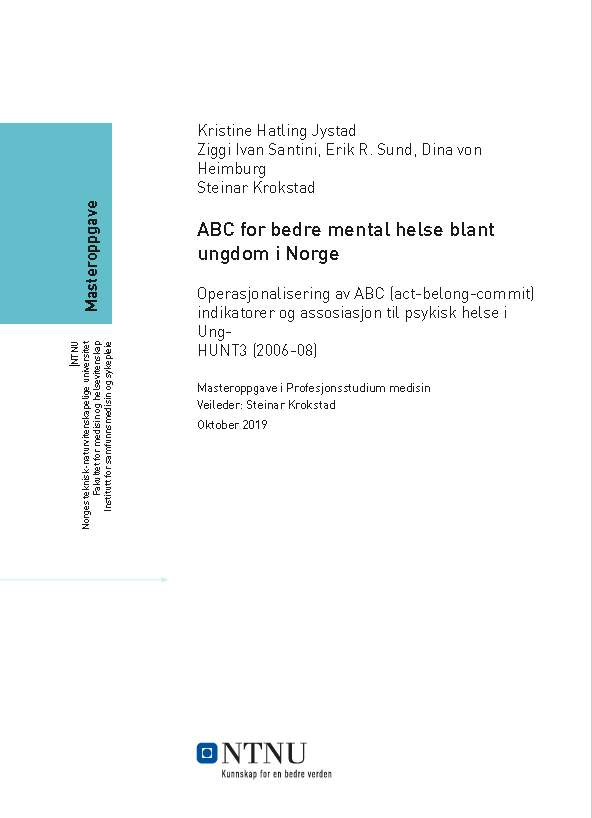 Kristine Hatling Jystad
Ziggi Ivan Santini, Erik R. Sund, Dina von
Heimburg
Steinar Krokstad
ABC for bedre mental helse blant
ungdom i Norge
Operasjonalisering av ABC (act-belong-commit)
indikatorer og assosiasjon til psykisk helse i
Ung-
HUNT3 (2006-08)
Masteroppgave i Profesjonsstudium medisin
Veileder: Steinar Krokstad
Oktober 2019
Masteroppgave
NTNU
Norges teknisk-naturvitenskapelige universitet
Fakultet for medisin og helsevitenskap
Institutt for samfunnsmedisin og sykepleie
NTNU
Kunnskap for en bedre verden